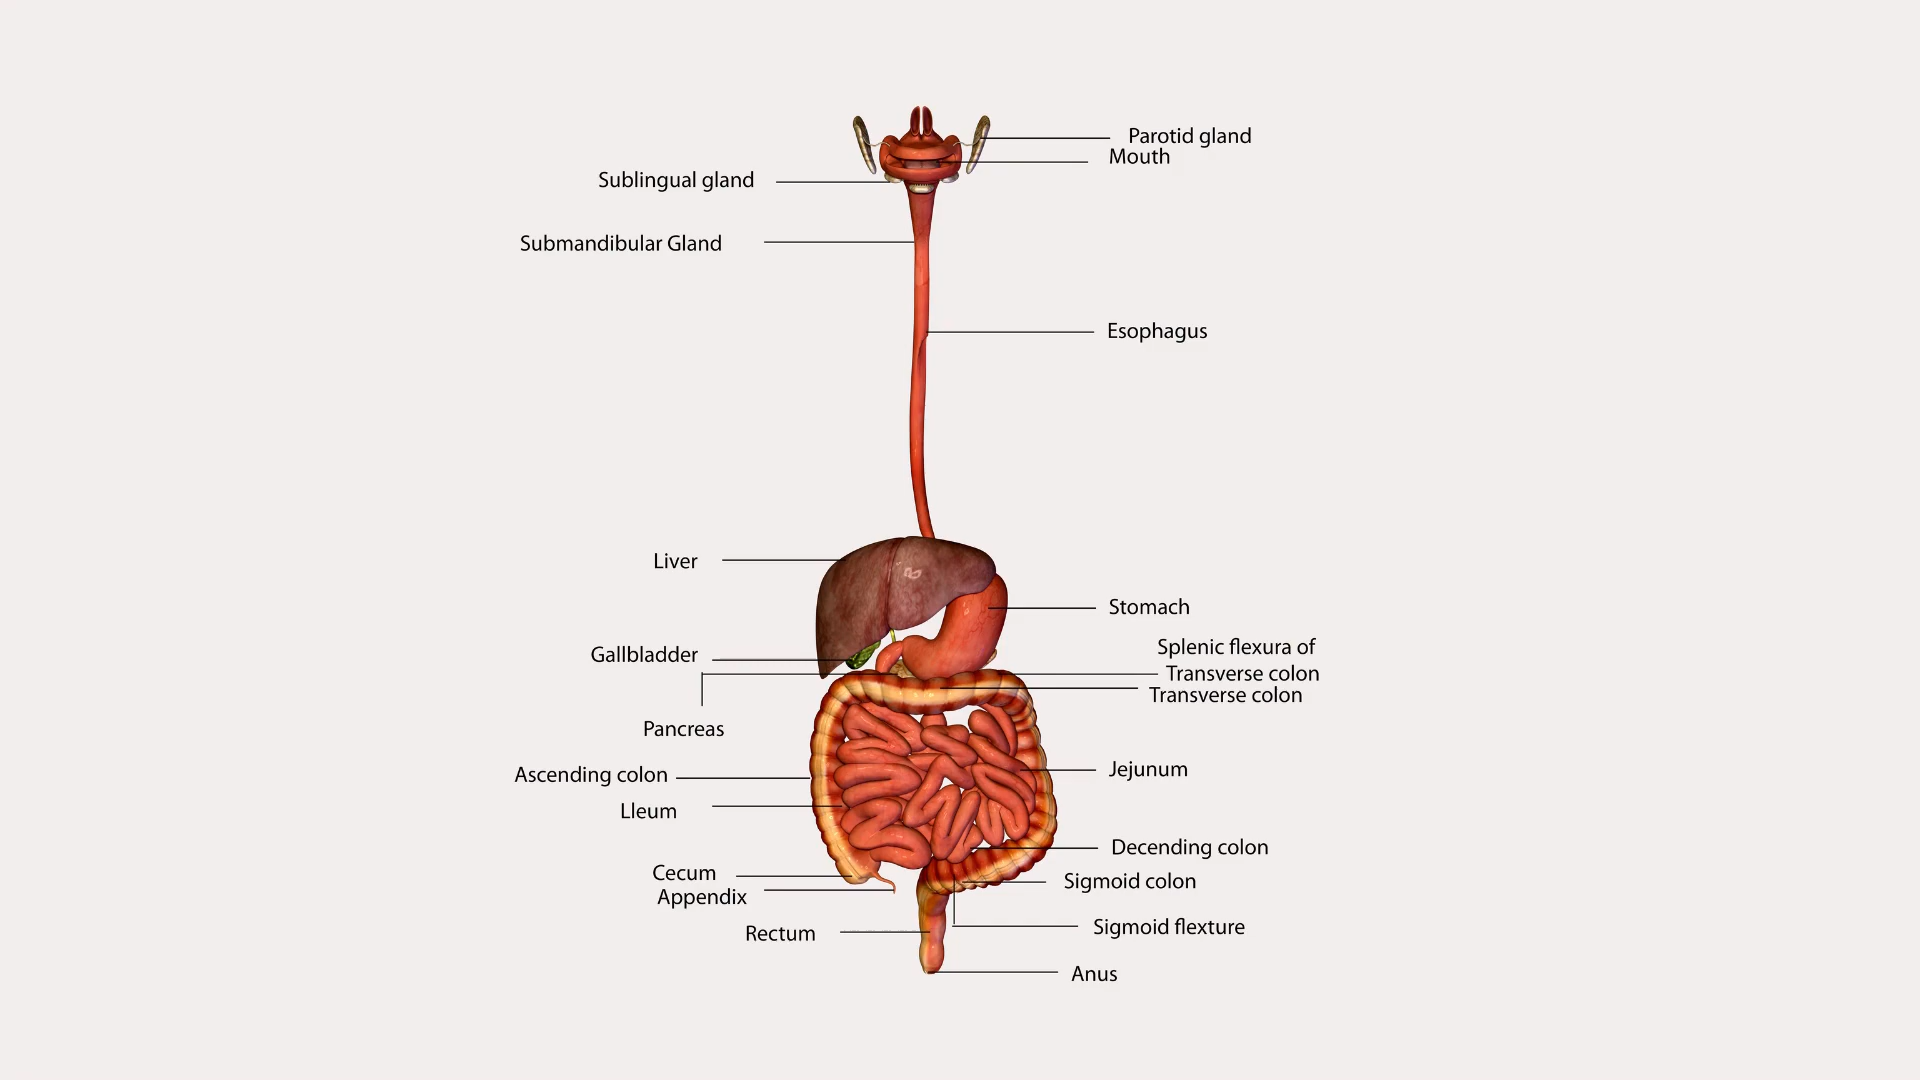 Parotid gland
Mouth
Sublingual gland
Submandibular Gland
Esophagus
Liver
Stomach
Splenic flexura of
Transverse colon
Transverse colon
Gallbladder
Pancreas
Ascending colon
Jejunum
Lleum
Decending colon
Cecum
Sigmoid colon
Appendix
Sigmoid flexture
Rectum
Anus